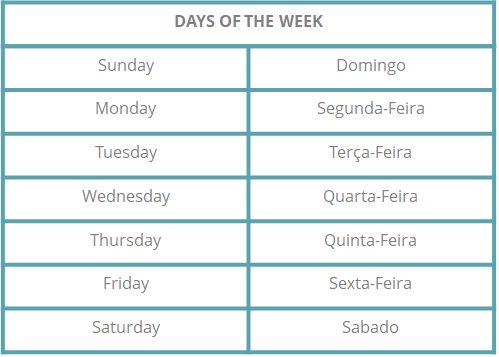 DAYS OF THE WEEK
Sunday Domingo
Monday Segunda-Feira
Tuesday Terça-Feira
Wednesday Quarta-Feira
Thursday Quinta-Feira
Friday Sexta-Feira
Saturday Sabado